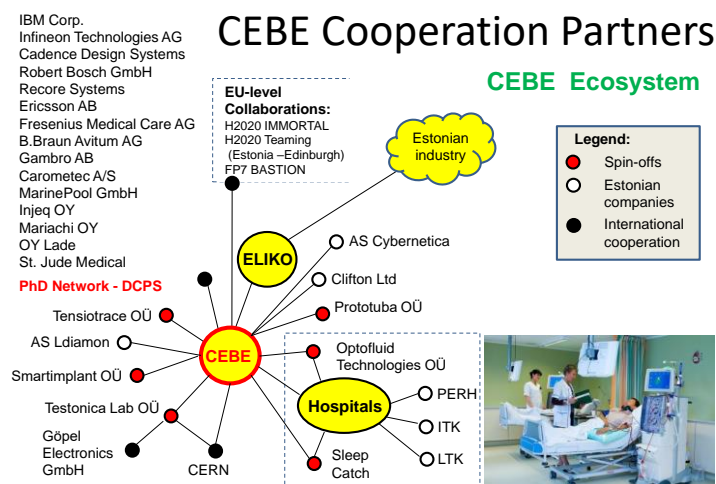 CEBE Cooperation Partners
CEBE Ecosystem
IBM Corp.
Infineon Technologies AG
Cadence Design Systems
Robert Bosch GmbH
Recore Systems
Ericsson AB
Fresenius Medical Care AG
B.Braun Avitum AG
Gambro AB
Carometec A/S
MarinePool GmbH
Injeq OY
Mariachi OY
OY Lade
St. Jude Medical
PhD Network - DCPS
EU-level
Collaborations:
H2020 IMMORTAL
H2020 Teaming
(Estonia –Edinburgh)
FP7 BASTION
Estonian
industry
Legend:
Spin-offs
Estonian
companies
International
cooperation
ELIKO
AS Cybernetica
Clifton Ltd
Prototuba OÜ
Tensiotrace OÜ
AS Ldiamon
Smartimplant OÜ
Testonica Lab OÜ
Göpel
Electronics
GmbH
CERN
CEBE
Optofluid
Technologies OÜ
Hospitals
PERH
ITK
LTK
Sleep
Catch